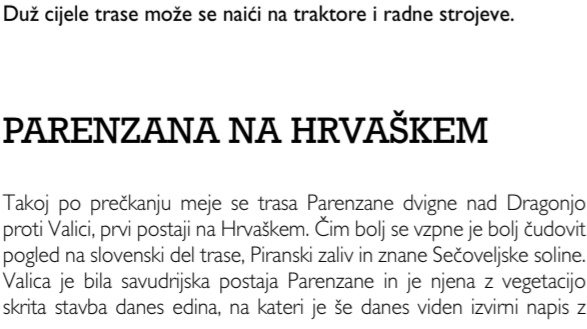 Duž cijele trase može se naići na traktore i radne strojeve.
PARENZANA NA HRVAŠKEM
Takoj po prečkanju meje se trasa Parenzane dvigne nad Dragonjo
proti Valici, prvi postaji na Hrvaškem. Čim bolj se vzpne je bolj čudovit
pogled na slovenski del trase, Piranski zaliv in znane Sečoveljske soline.
Valica je bila savudrijska postaja Parenzane in je njena z vegetacijo
skrita stavba danes edina, na kateri je še danes viden izvirni napis z